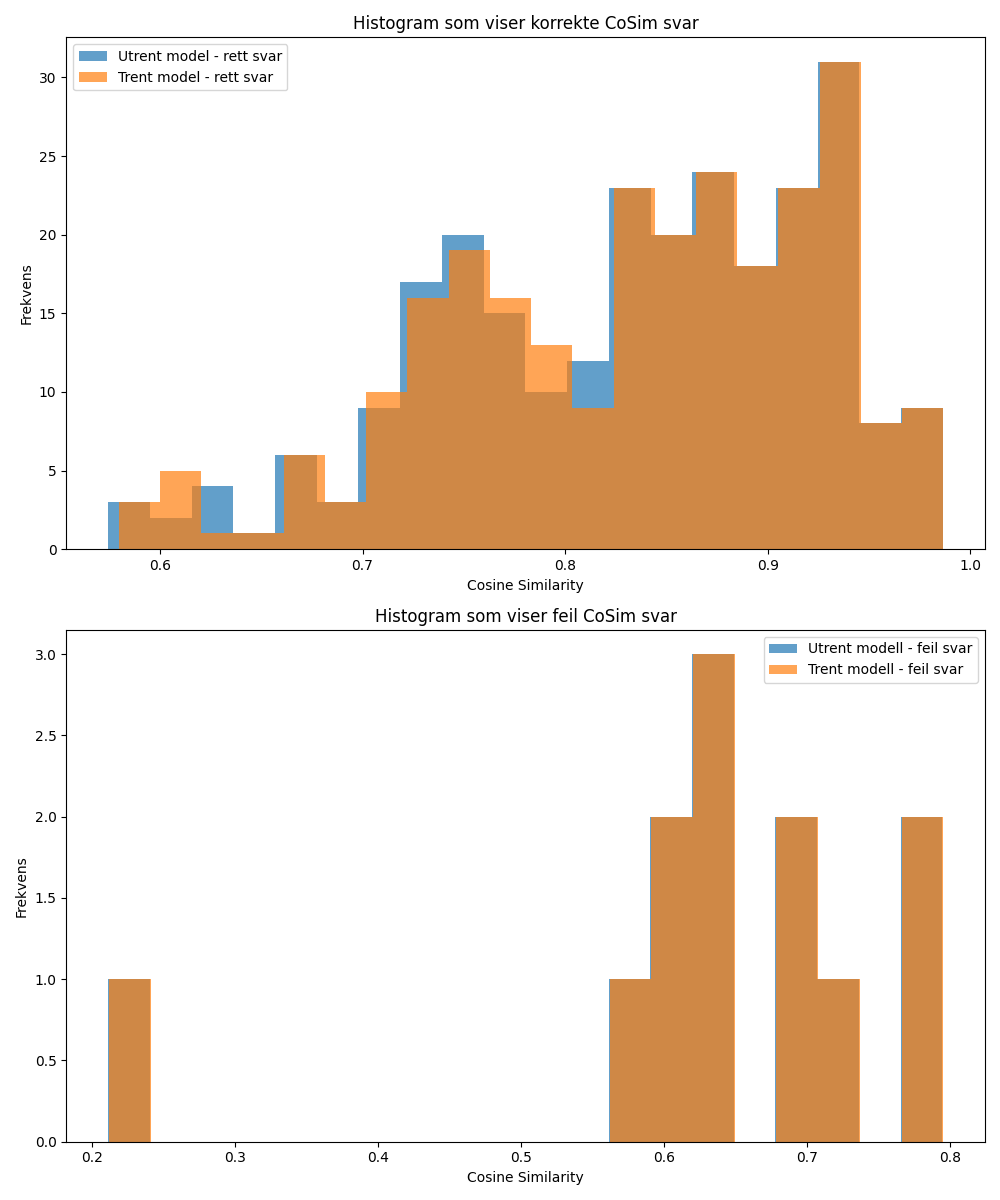 Histogram som viser korrekte CoSim svar
Utrent model - rett svar
Trent model - rett svar
Frekvens
30
25
20
15
10
5
0
0.6
0.7
0.8
0.9
1.0
Cosine Similarity
Histogram som viser feil CoSim svar
Utrent modell - feil svar
Trent modell - feil svar
Frekvens
3.0
2.5
2.0
1.5
1.0
0.5
0.0
0.2
0.3
0.4
0.5
0.6
0.7
0.8
Cosine Similarity